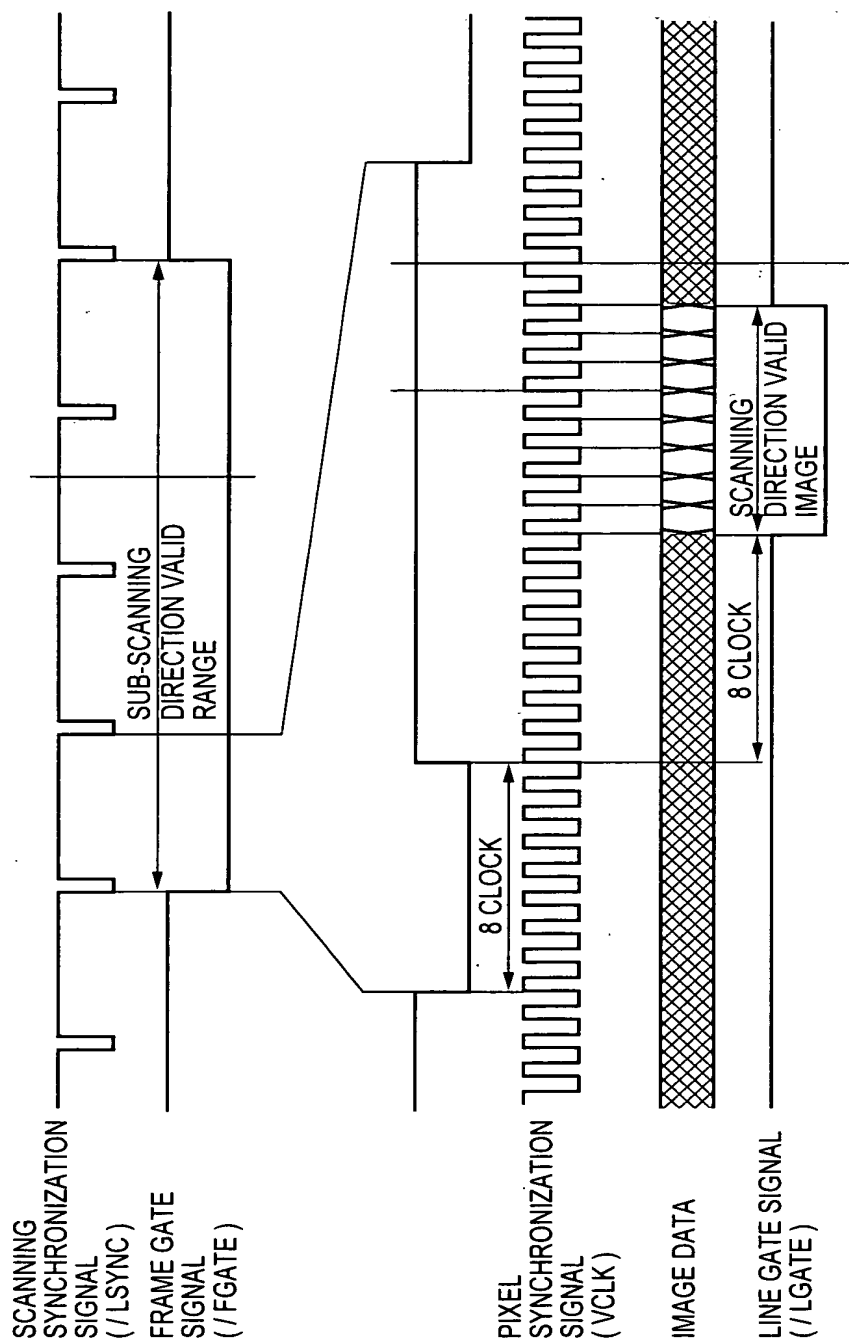 SCANNING
SYNCHRONIZATION
SIGNAL
( / LSYNC )
FRAME GATE
SIGNAL
( / FGATE )
SUB-SCANNING
DIRECTION VALID
RANGE
8 CLOCK
PIXEL
SYNCHRONIZATION
SIGNAL
( VCLK )
IMAGE DATA
8 CLOCK
SCANNING
DIRECTION VALID
IMAGE
LINE GATE SIGNAL
( / LGATE )